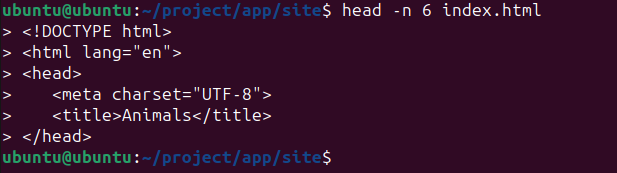 ubuntu@ubuntu:~/project/app/site$ head -n 6 index.html
> <!DOCTYPE html>
> <html lang="en">
> <head>
>    <meta charset="UTF-8">
>    <title>Animals</title>
> </head>
ubuntu@ubuntu:~/project/app/site$